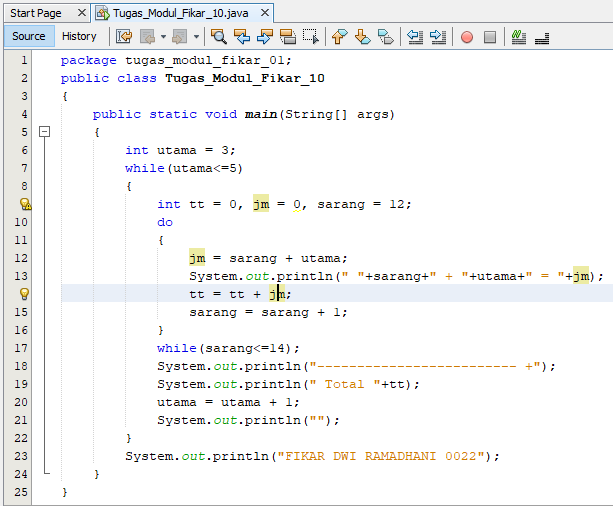 Start Page × Tugas_Modul_Fikar_10.java ×
Source History
1 package tugas_modul_fikar_01;
2 public class Tugas_Modul_Fikar_10
3 {
4     public static void main(String[] args)
5     {
6         int utama = 3;
7         while(utama<=5)
8         {
            int tt = 0, jm = 0, sarang = 12;
10             do
11             {
12                 jm = sarang + utama;
13                 System.out.println(" "+sarang+" + "+utama+" = "+jm);
                tt = tt + jm;
15                 sarang = sarang + 1;
16             }
17             while(sarang<=14);
18             System.out.println("------------------------- +");
19             System.out.println(" Total "+tt);
20             utama = utama + 1;
21             System.out.println("");
22         }
23         System.out.println("FIKAR DWI RAMADHANI 0022");
24     }
25 }